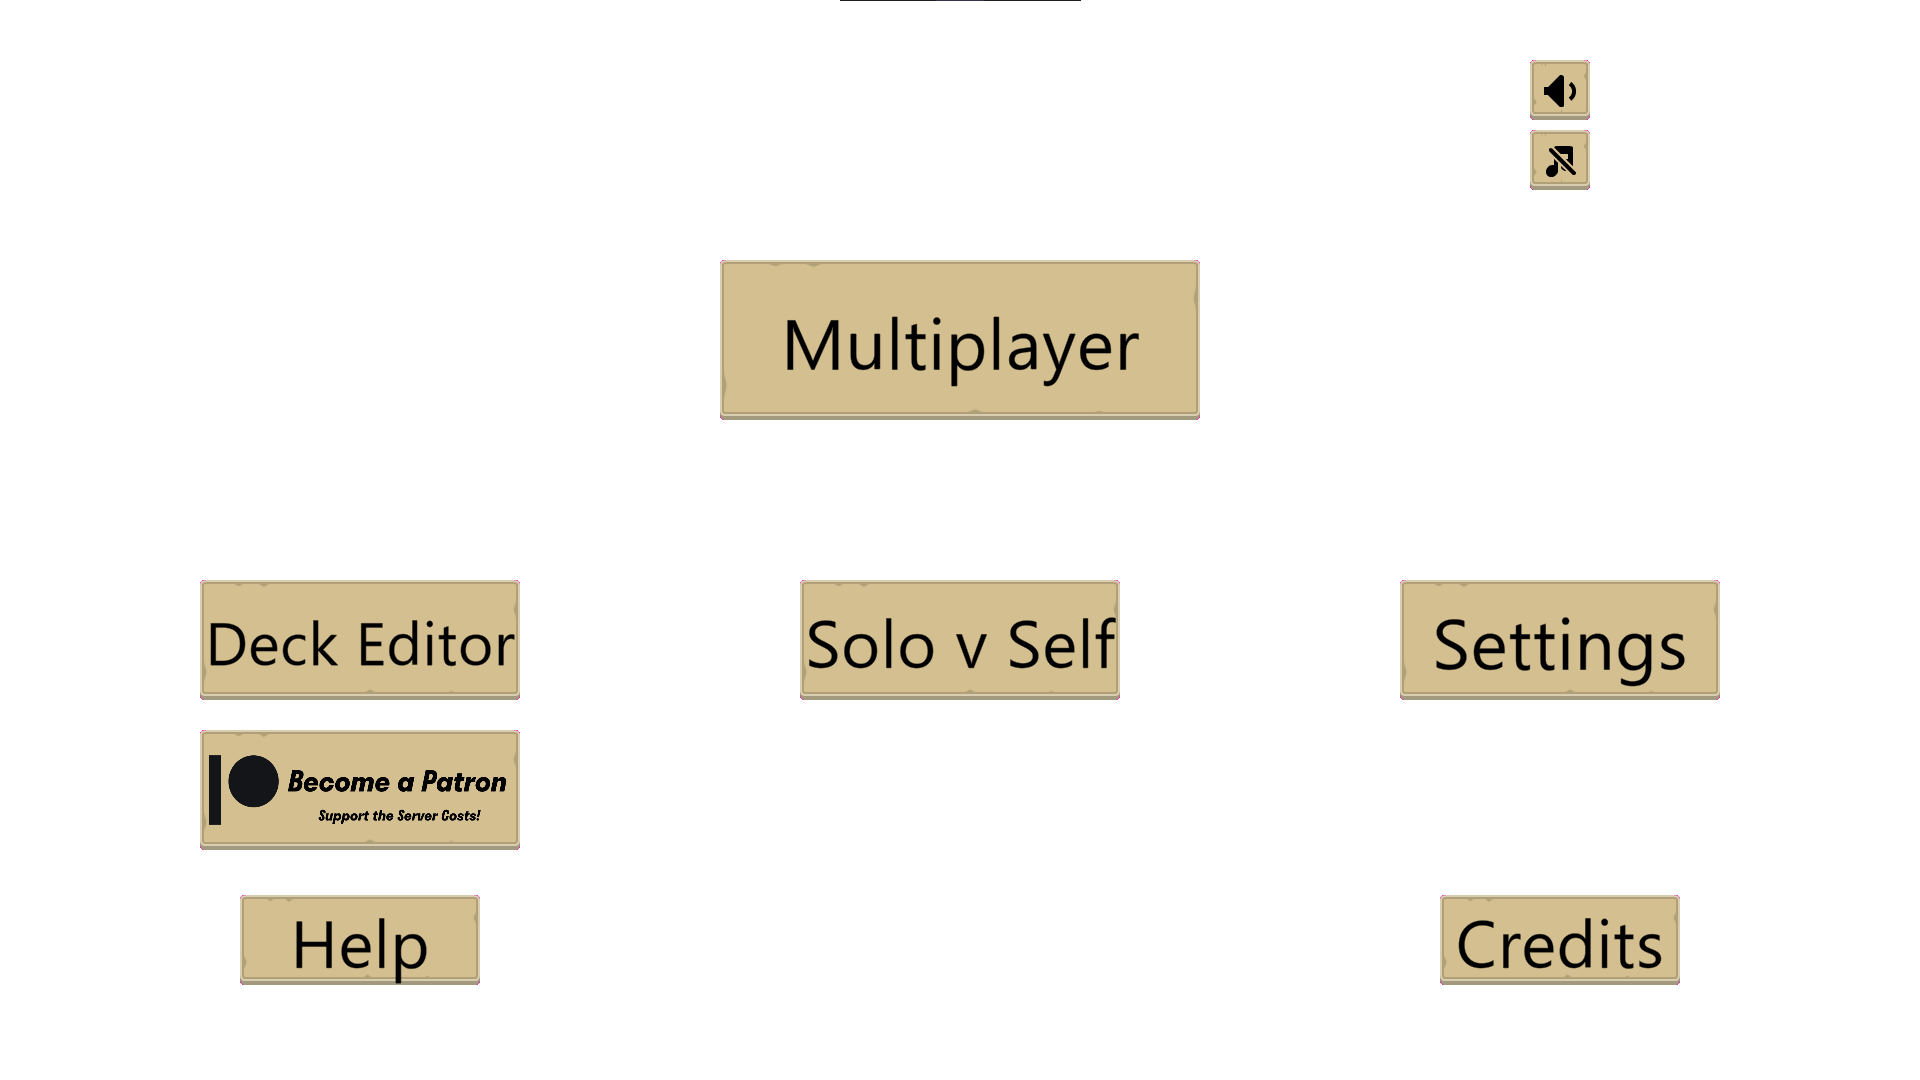 Multiplayer
Deck Editor
Solo v Self
Settings
Become a Patron
Support the Server Costs!
Help
Credits